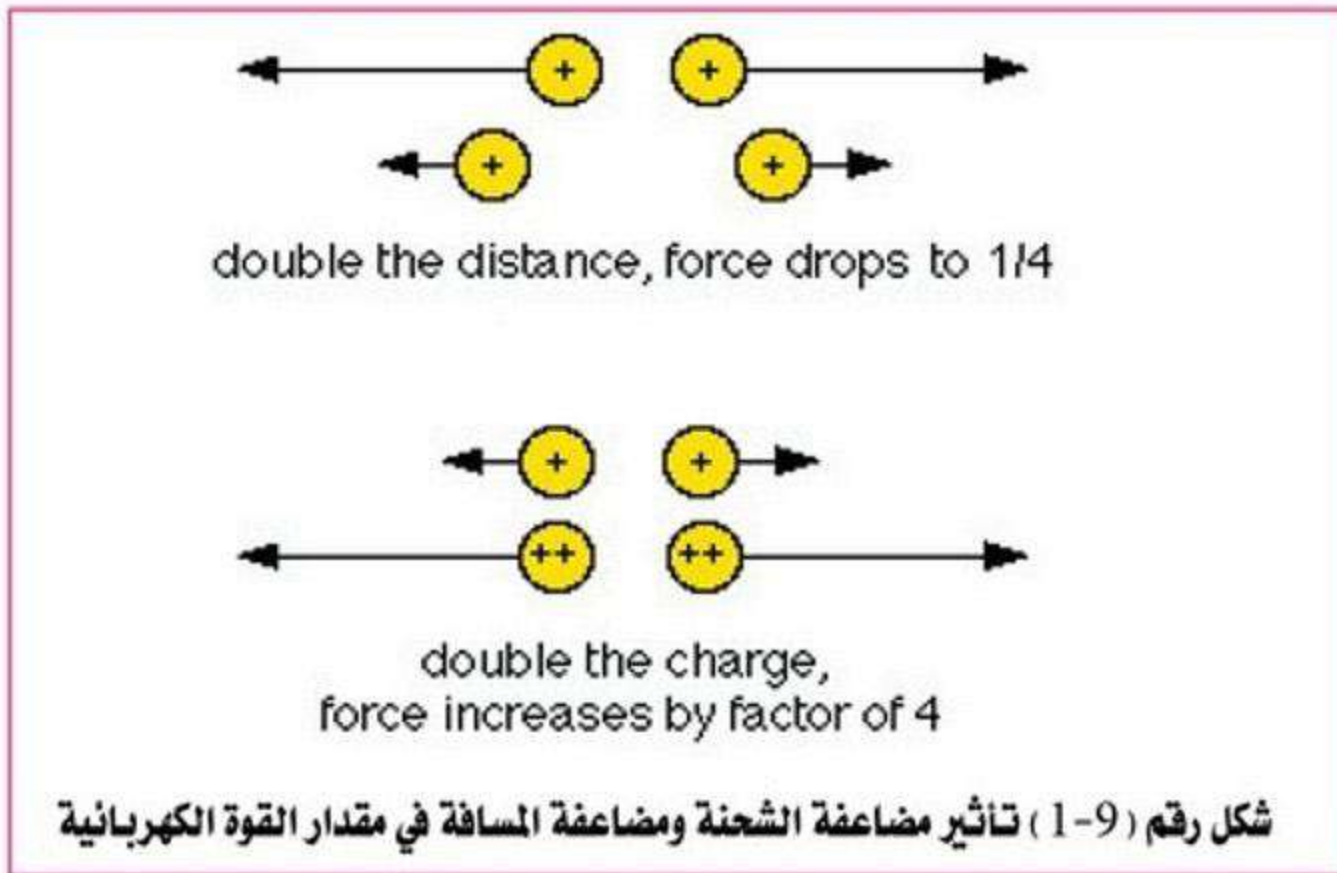 + +
+ +
double the distance, force drops to 1/4
+ +
++ ++
double the charge,
force increases by factor of 4
شكل رقم (9-1) تأثير مضاعفة الشحنة ومضاعفة المسافة في مقدار القوة الكهربائية